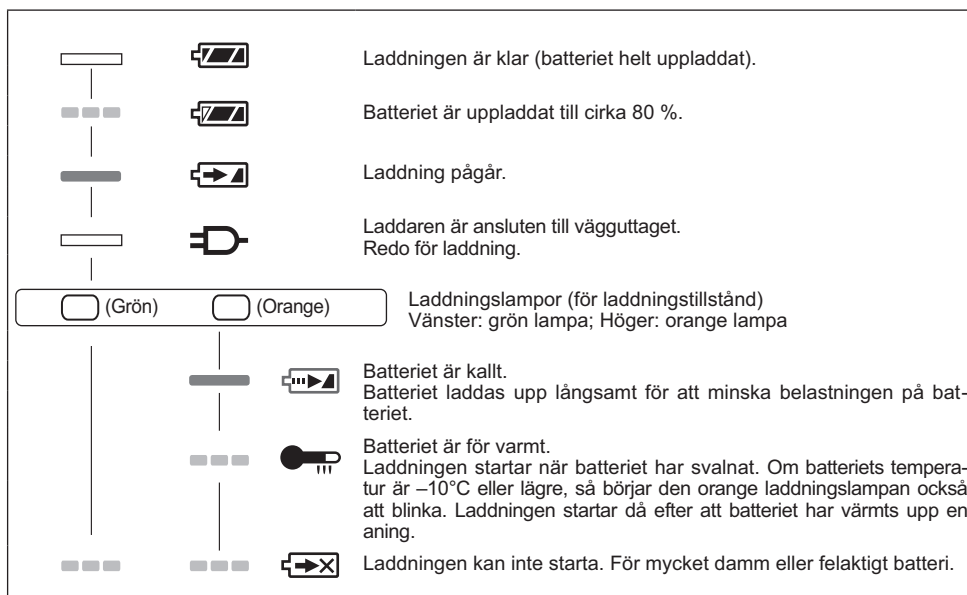 Laddningen är klar (batteriet helt uppladdat).
Batteriet är uppladdat till cirka 80 %.
Laddning pågår.
Laddaren är ansluten till vägguttaget.
Redo för laddning.
(Grön) (Orange)
Laddningslampor (för laddningstillstånd)
Vänster: grön lampa; Höger: orange lampa
Batteriet är kallt.
Batteriet laddas upp långsamt för att minska belastningen på bat-
teriet.
Batteriet är för varmt.
Laddningen startar när batteriet har svalnat. Om batteriets tempera-
tur är –10°C eller lägre, så börjar den orange laddningslampan också
att blinka. Laddningen startar då efter att batteriet har värmts upp en
aning.
Laddningen kan inte starta. För mycket damm eller felaktigt batteri.